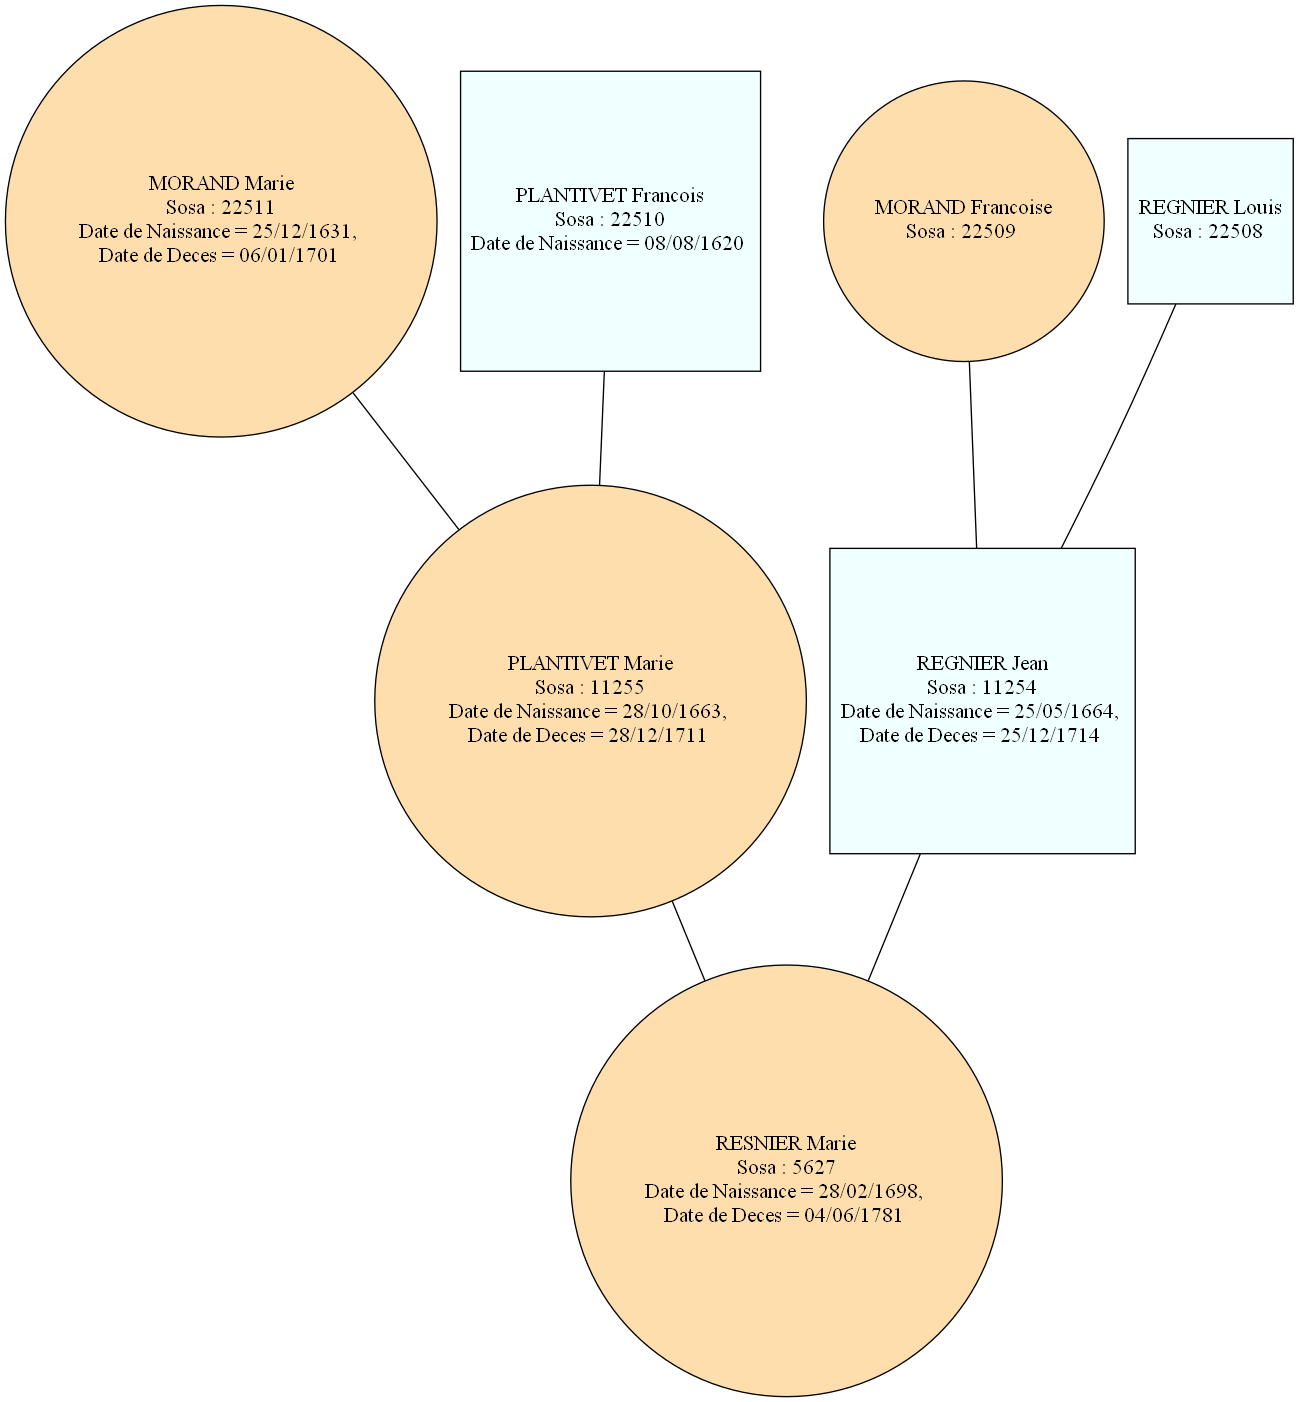 MORAND Marie
Sosa : 22511
Date de Naissance = 25/12/1631,
Date de Deces = 06/01/1701
PLANTIVET Francois
Sosa : 22510
Date de Naissance = 08/08/1620
MORAND Francoise
Sosa : 22509
REGNIER Louis
Sosa : 22508
PLANTIVET Marie
Sosa : 11255
Date de Naissance = 28/10/1663,
Date de Deces = 28/12/1711
REGNIER Jean
Sosa : 11254
Date de Naissance = 25/05/1664,
Date de Deces = 25/12/1714
RESNIER Marie
Sosa : 5627
Date de Naissance = 28/02/1698,
Date de Deces = 04/06/1781